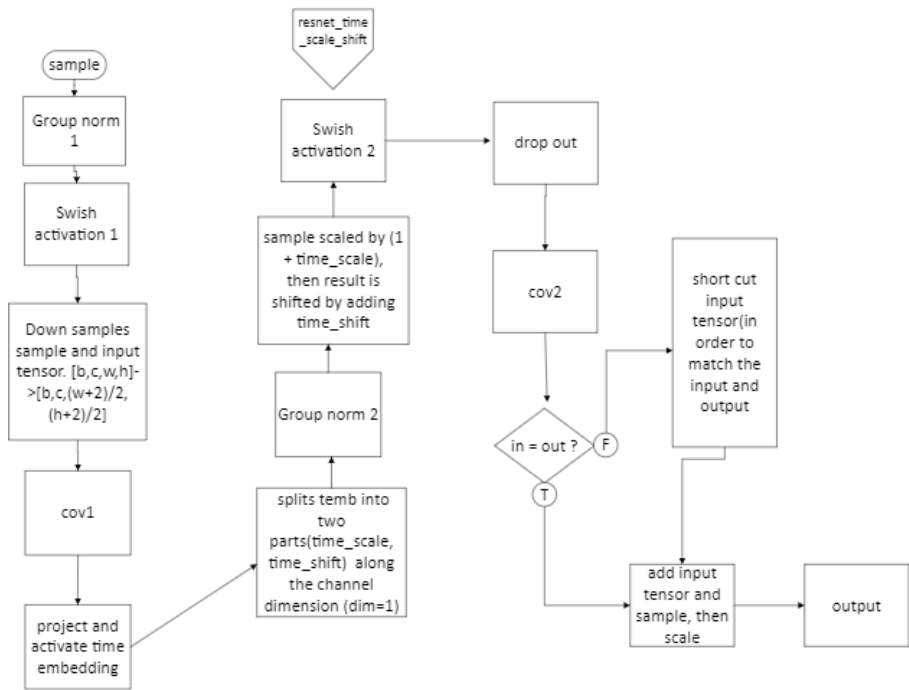 sample
Group norm
1
Swish
activation 1
Down samples
sample and input
tensor. [b,c,w,h]-
>[b,c,(w+2)/2,
(h+2)/2]
cov1
project and
activate time
embedding
splits temb into
two
parts(time_scale,
time_shift) along
the channel
dimension (dim=1)
Group norm 2
sample scaled by (1
+ time_scale),
then result is
shifted by adding
time_shift
Swish
activation 2
resnet_time
_scale_shift
drop out
cov2
in = out ?
F
T
short cut
input
tensor(in
order to
match the
input and
output
add input
tensor and
sample, then
scale
output